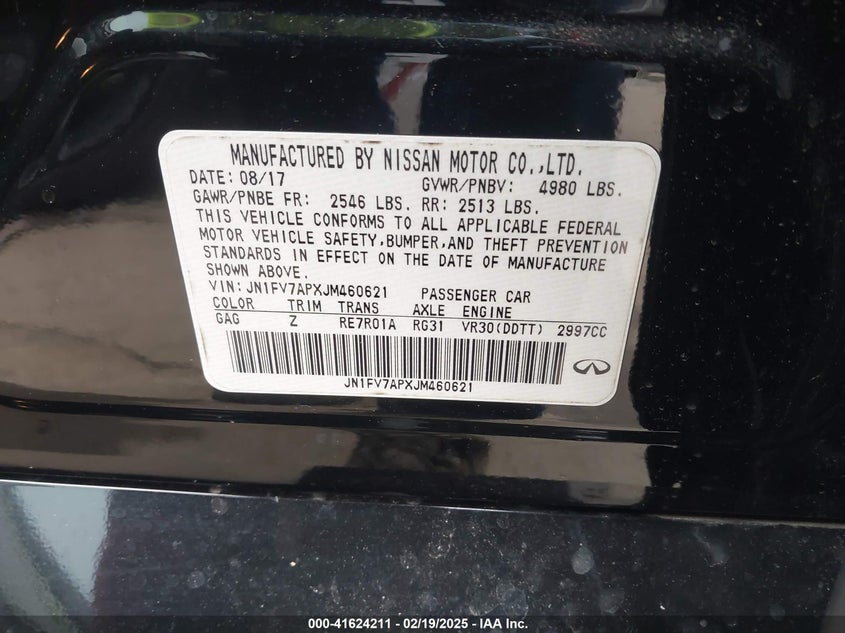 MANUFACTURED BY NISSAN MOTOR CO.,LTD.
DATE: 08/17 GVWR/PNBV: 4980 LBS.
GAWR/PNBE FR: 2546 LBS. RR: 2513 LBS.
THIS VEHICLE CONFORMS TO ALL APPLICABLE FEDERAL
MOTOR VEHICLE SAFETY,BUMPER,AND THEFT PREVENTION
STANDARDS IN EFFECT ON THE DATE OF MANUFACTURE
SHOWN ABOVE.
VIN: JN1FV7APXJM460621 PASSENGER CAR
COLOR TRIM TRANS AXLE ENGINE
GAG Z RE7R01A RG31 VR30(DDTT) 2997CC
JN1FV7APXJM460621
000-41624211 - 02/19/2025 - IAA Inc.